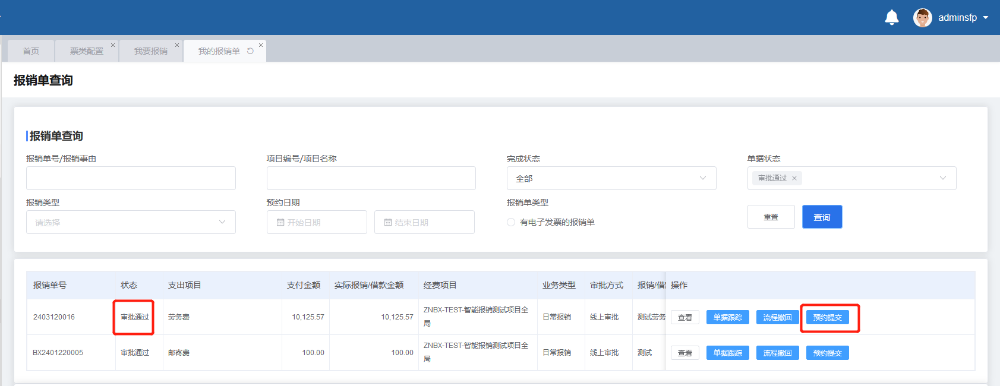 adminsfp
首页
票类配置
我要报销
我的报销单
报销单查询
报销单查询
报销单号/报销事由
项目编号/项目名称
完成状态
单据状态
全部
审批通过
报销类型
预约日期
报销单类型
请选择
开始日期
结束日期
有电子发票的报销单
重置
查询
报销单号 状态 支出项目 支付金额 实际报销/借款金额 经费项目 业务类型 审批方式 报销/借 操作
2403120016 审批通过 劳务费 10,125.57 10,125.57 ZNBX-TEST-智能报销测试项目全 日常报销 线上审批 测试劳务 查看 单据跟踪 流程撤回 预约提交
局
BX2401220005 审批通过 邮寄费 100.00 100.00 ZNBX-TEST-智能报销测试项目全 日常报销 线上审批 测试 查看 单据跟踪 流程撤回 预约提交
局